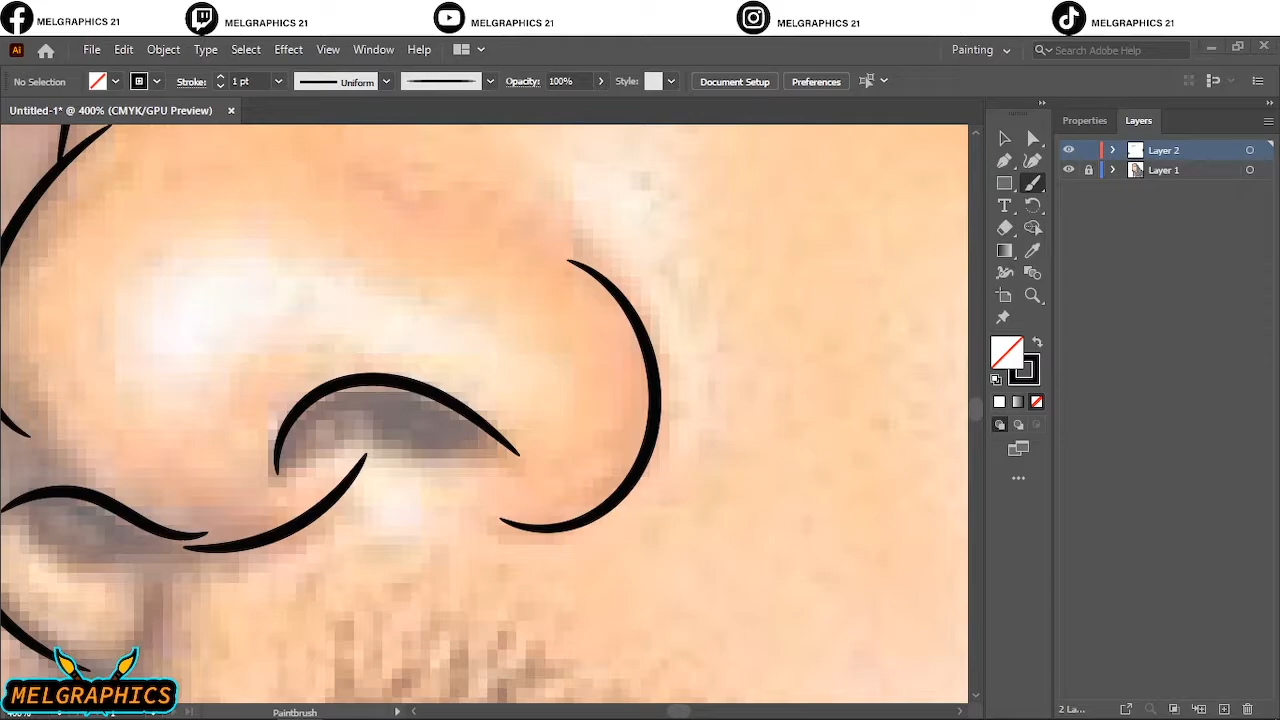 MELGRAPHICS 21 MELGRAPHICS 21 MELGRAPHICS 21 MELGRAPHICS 21 MELGRAPHICS 21
Ai File Edit Object Type Select Effect View Window Help Painting Search Adobe Help
No Selection Stroke: 1 pt Uniform Opacity: 100% Style: Document Setup Preferences
Untitled-1* @ 400% (CMYK/GPU Preview)
Properties Layers
Layer 2
Layer 1
MELGRAPHICS
Paintbrush
2 La...